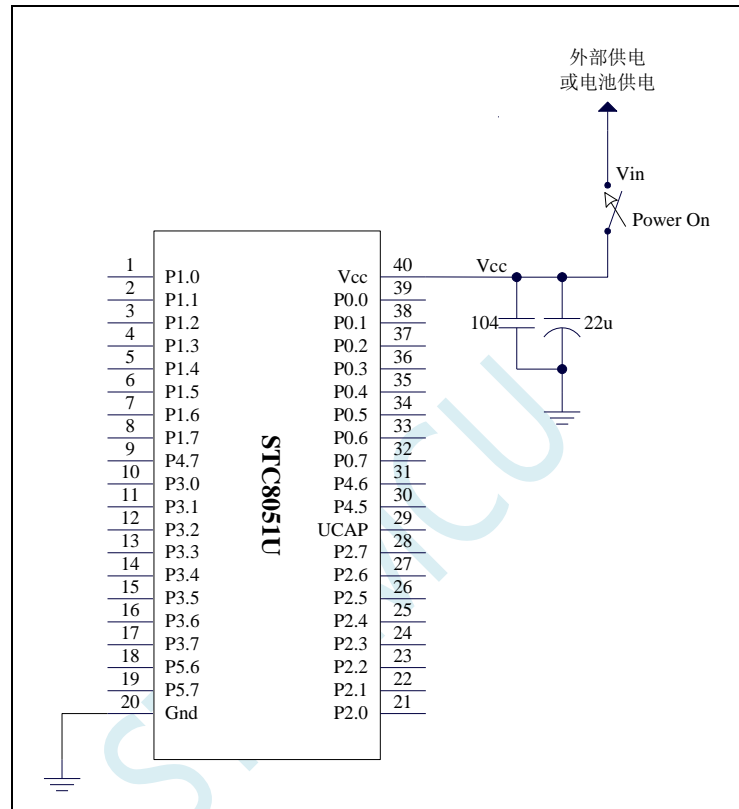 外部供电
或电池供电
Vin
Power On
Vcc
104
22u
STC8051U
1 P1.0
2 P1.1
3 P1.2
4 P1.3
5 P1.4
6 P1.5
7 P1.6
8 P1.7
9 P4.7
10 P3.0
11 P3.1
12 P3.2
13 P3.3
14 P3.4
15 P3.5
16 P3.6
17 P3.7
18 P5.6
19 P5.7
20 Gnd
Vcc 40
P0.0 39
P0.1 38
P0.2 37
P0.3 36
P0.4 35
P0.5 34
P0.6 33
P0.7 32
P4.6 31
P4.5 30
UCAP 29
P2.7 28
P2.6 27
P2.5 26
P2.4 25
P2.3 24
P2.2 23
P2.1 22
P2.0 21
STCMCU